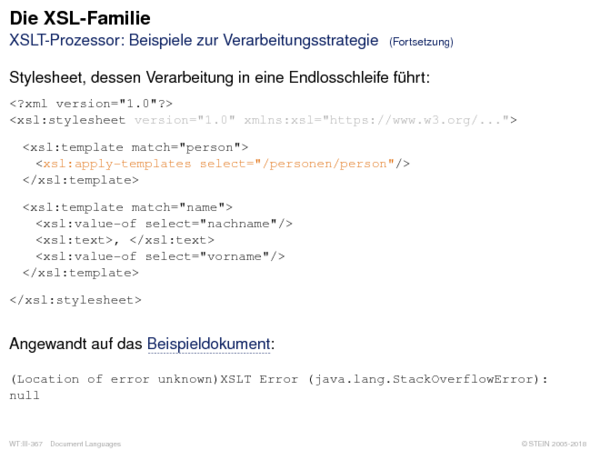 Die XSL-Familie
XSLT-Prozessor: Beispiele zur Verarbeitungsstrategie (Fortsetzung)
Stylesheet, dessen Verarbeitung in eine Endlosschleife führt:
<?xml version="1.0"?>
<xsl:stylesheet version="1.0" xmlns:xsl="https://www.w3.org/...">
<xsl:template match="person">
<xsl:apply-templates select="/personen/person"/>
</xsl:template>
<xsl:template match="name">
<xsl:value-of select="nachname"/>
<xsl:text>, </xsl:text>
<xsl:value-of select="vorname"/>
</xsl:template>
</xsl:stylesheet>
Angewandt auf das Beispieldokument:
(Location of error unknown)XSLT Error (java.lang.StackOverflowError):
null
WT:III-367 Document Languages © STEIN 2005-2018